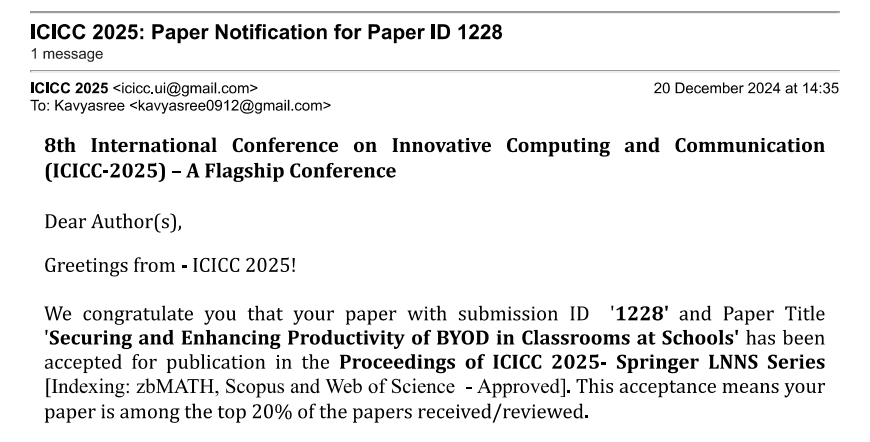 ICICC 2025: Paper Notification for Paper ID 1228
1 message
ICICC 2025 <icicc.ui@gmail.com> 20 December 2024 at 14:35
To: Kavyasree <kavyasree0912@gmail.com>
8th International Conference on Innovative Computing and Communication
(ICICC-2025) – A Flagship Conference
Dear Author(s),
Greetings from - ICICC 2025!
We congratulate you that your paper with submission ID '1228' and Paper Title
'Securing and Enhancing Productivity of BYOD in Classrooms at Schools' has been
accepted for publication in the Proceedings of ICICC 2025- Springer LNNS Series
[Indexing: zbMATH, Scopus and Web of Science - Approved]. This acceptance means your
paper is among the top 20% of the papers received/reviewed.